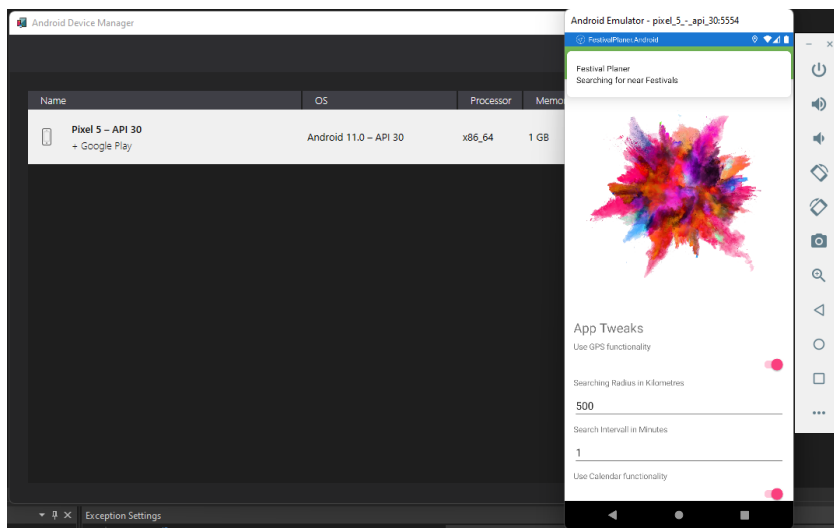 Android Device Manager
Name
OS
Processor
Pixel 5 – API 30
+ Google Play
Android 11.0 – API 30
x86_64
1 GB
Exception Settings
Android Emulator - pixel_5_-_api_30:5554
FestivalPlaner.Android
Festival Planer
Searching for near Festivals
App Tweaks
Use GPS functionality
Searching Radius in Kilometres
500
Search Intervall in Minutes
1
Use Calendar functionality